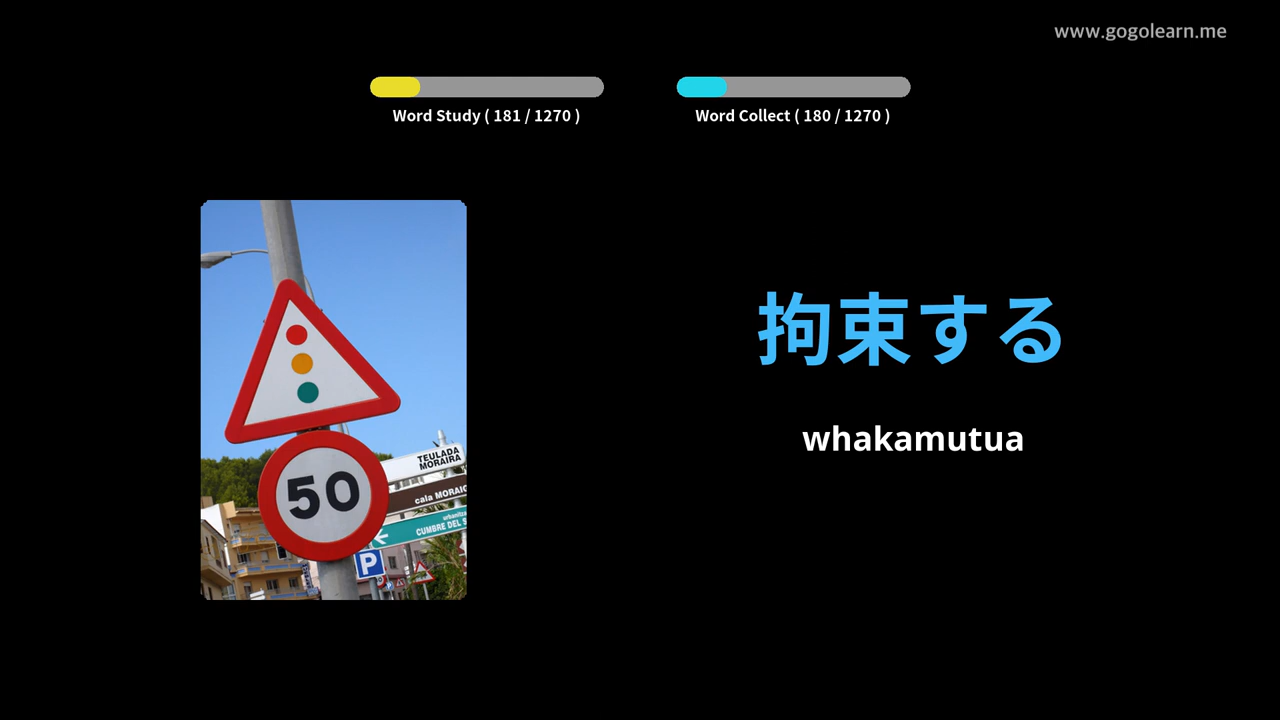 www.gogolearn.me
Word Study ( 181 / 1270 )
Word Collect ( 180 / 1270 )
拘束する
whakamutua
50
TEULADA
MORAIRA
cala MORAIG
CUMBRE DEL S
P